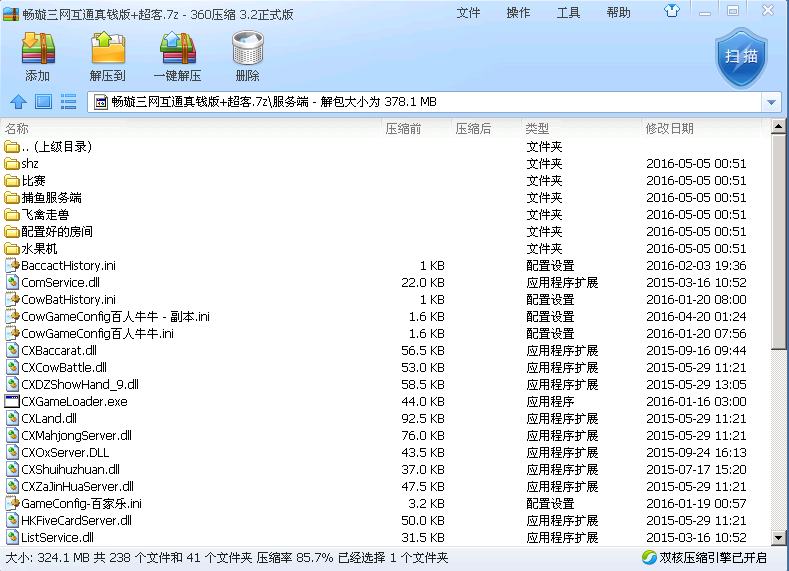 畅璇三网互通真钱版+超客.7z - 360压缩 3.2正式版 文件 操作 工具 帮助
添加 解压到 一键解压 删除 扫描
畅璇三网互通真钱版+超客.7z\服务端 - 解包大小为 378.1 MB
名称 压缩前 压缩后 类型 修改日期
.. (上级目录) 文件夹
shz 文件夹 2016-05-05 00:51
比赛 文件夹 2016-05-05 00:51
捕鱼服务端 文件夹 2016-05-05 00:51
飞禽走兽 文件夹 2016-05-05 00:51
配置好的房间 文件夹 2016-05-05 00:51
水果机 文件夹 2016-05-05 00:51
BaccactHistory.ini 1 KB 配置设置 2016-02-03 19:36
ComService.dll 22.0 KB 应用程序扩展 2015-03-16 10:52
CowBatHistory.ini 1 KB 配置设置 2016-01-20 08:00
CowGameConfig百人牛牛 - 副本.ini 1.6 KB 配置设置 2016-04-20 01:24
CowGameConfig百人牛牛.ini 1.6 KB 配置设置 2016-01-20 07:56
CXBaccarat.dll 56.5 KB 应用程序扩展 2015-09-16 09:44
CXCowBattle.dll 53.0 KB 应用程序扩展 2015-05-29 11:21
CXDZShowHand_9.dll 58.5 KB 应用程序扩展 2015-05-29 13:05
CXGameLoader.exe 44.0 KB 应用程序 2016-01-16 03:00
CXLand.dll 92.5 KB 应用程序扩展 2015-05-29 11:21
CXMahjongServer.dll 76.0 KB 应用程序扩展 2015-05-29 11:21
CXOxServer.DLL 43.5 KB 应用程序扩展 2015-09-24 16:13
CXShuihuzhuan.dll 37.0 KB 应用程序扩展 2015-07-17 15:20
CXZaJinHuaServer.dll 47.5 KB 应用程序扩展 2015-05-29 11:21
GameConfig-百家乐.ini 3.2 KB 配置设置 2016-01-19 00:57
HKFiveCardServer.dll 50.0 KB 应用程序扩展 2015-05-29 11:21
ListService.dll 31.5 KB 应用程序扩展 2015-03-16 10:52
大小: 324.1 MB 共 238 个文件和 41 个文件夹 压缩率 85.7% 已经选择 1 个文件夹 双核压缩引擎已开启